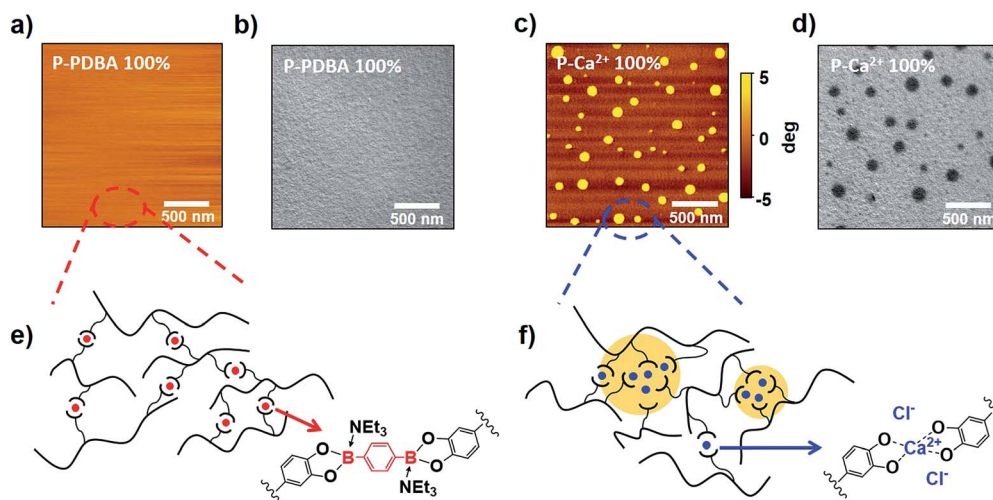 a)
P-PDBA 100%
500 nm
b)
P-PDBA 100%
500 nm
c)
P-Ca²⁺ 100%
500 nm
5
0
-5
deg
d)
P-Ca²⁺ 100%
500 nm
e)
NEt₃
O
B
B
O
O
O
NEt₃
f)
Cl⁻
O
O
Ca²⁺
O
O
Cl⁻